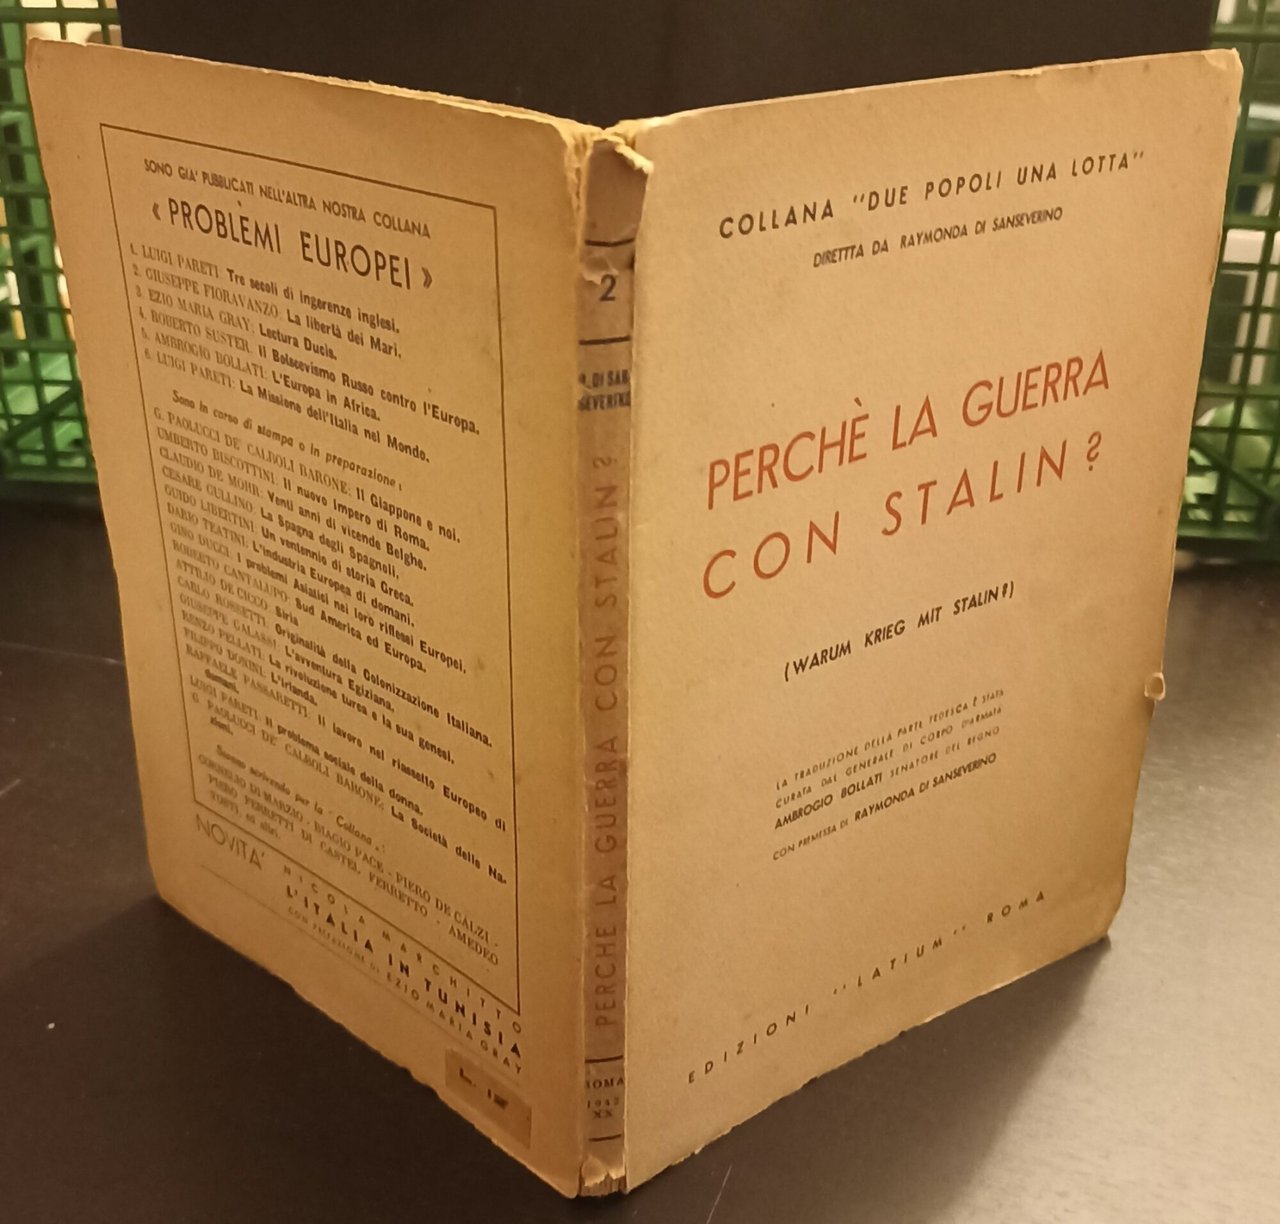 SONO GIA' PUBBLICATI NELL'ALTRA NOSTRA COLLANA
« PROBLÈMI EUROPEI »
1. LUIGI PARETI: Tre secoli di ingerenze inglesi.
2. GIUSEPPE FIORAVANZO: La libertà dei Mari.
3. EZIO MARIA GRAY: Lectura Ducis.
4. ROBERTO SUSTER: Il Bolscevismo Russo contro l'Europa.
5. AMBROGIO BOLLATI: L'Europa in Africa.
6. LUIGI PARETI: La Missione dell'Italia nel Mondo.
Sono in corso di stampa o in preparazione:
G. PAOLUCCI DE' CALBOLI BARONE: Il Giappone e noi.
UMBERTO BISCOTTINI: Il nuovo Impero di Roma.
CLAUDIO DE MOHR: Venti anni di vicende Belghe.
CESARE GULLINO: La Spagna degli Spagnoli.
GUIDO LIBERTINI: Un ventennio di storia Greca.
DARIO TEATINI: L'industria Europea di domani.
GINO DUCCI: I problemi Asiatici nei loro riflessi Europei.
ROBERTO CANTALUPO: Sud America ed Europa.
ATTILIO DE CICCO: Siria
CARLO ROSSETTI: Originalità della Colonizzazione Italiana.
GIUSEPPE GALASSI: L'avventura Egiziana.
RENZO PELLATI: La rivoluzione turca e la sua genesi.
FILIPPO DONINI: L'Irlanda.
RAFFAELE PASSARETTI: Il lavoro nel riassetto Europeo di
domani.
LUIGI PARETI: Il problema sociale della donna.
G. PAOLUCCI DE' CALBOLI BARONE: La Società delle Na-
zioni.
Stanno scrivendo per la "Collana":
CORNELIO DI MARZIO - BIAGIO PACE - PIERO DE CALZI -
PIERO FERRETTI DI CASTEL FERRETTO - AMEDEO
TOSTI, ed altri.
NOVITA'
NICOLA MARCHITTO
L'ITALIA IN TUNISIA
CON PREFAZIONE DI EZIO MARIA GRAY
2
R. DI SAN
SEVERINO
PERCHÈ LA GUERRA CON STALIN?
ROMA
1942
XX
COLLANA "DUE POPOLI UNA LOTTA"
DIRETTTA DA RAYMONDA DI SANSEVERINO
PERCHÈ LA GUERRA
CON STALIN?
(WARUM KRIEG MIT STALIN?)
LA TRADUZIONE DELLA PARTE TEDESCA È STATA
CURATA DAL GENERALE DI CORPO D'ARMATA
AMBROGIO BOLLATI SENATORE DEL REGNO
CON PREMESSA DI RAYMONDA DI SANSEVERINO
EDIZIONI "LATIUM" ROMA